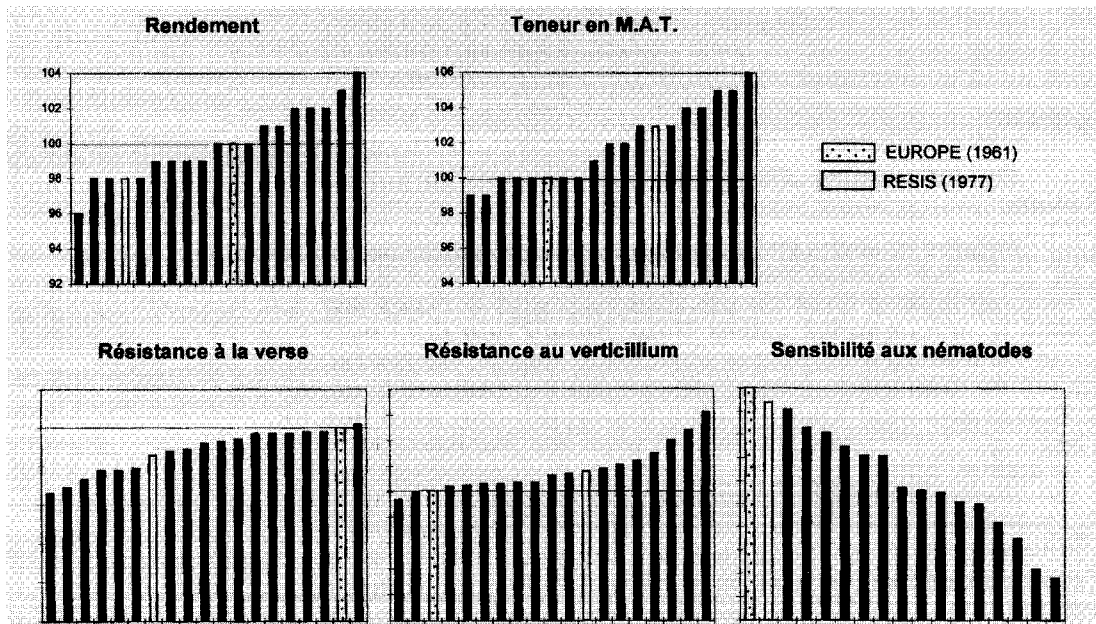 Rendement
Teneur en M.A.T.
104
102
100
98
96
94
92
106
104
102
100
98
96
94
EUROPE (1961)
RESIS (1977)
Résistance à la verse
Résistance au verticillium
Sensibilité aux nématodes